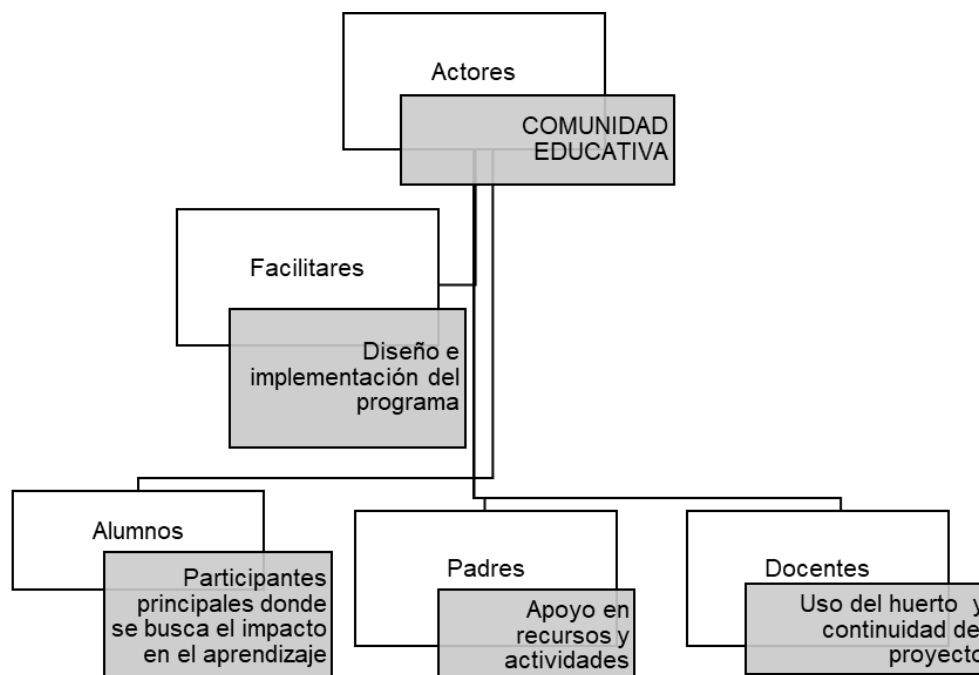 Actores
COMUNIDAD
EDUCATIVA
Facilitares
Diseño e
implementación del
programa
Alumnos
Participantes
principales donde
se busca el impacto
en el aprendizaje
Padres
Apoyo en
recursos y
actividades
Docentes
Uso del huerto y
continuidad del
proyecto